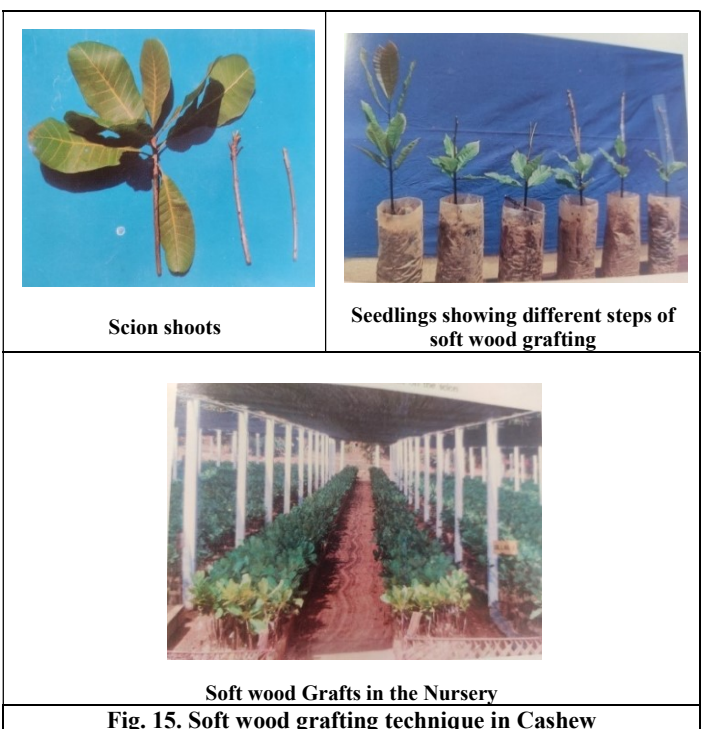 Scion shoots
Seedlings showing different steps of
soft wood grafting
Soft wood Grafts in the Nursery
Fig. 15. Soft wood grafting technique in Cashew